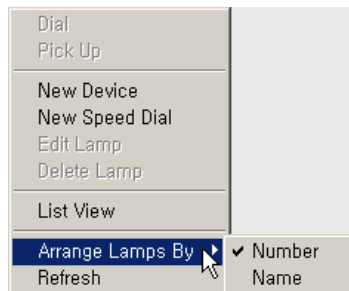 Dial
Pick Up
New Device
New Speed Dial
Edit Lamp
Delete Lamp
List View
Arrange Lamps By
Number
Refresh
Name